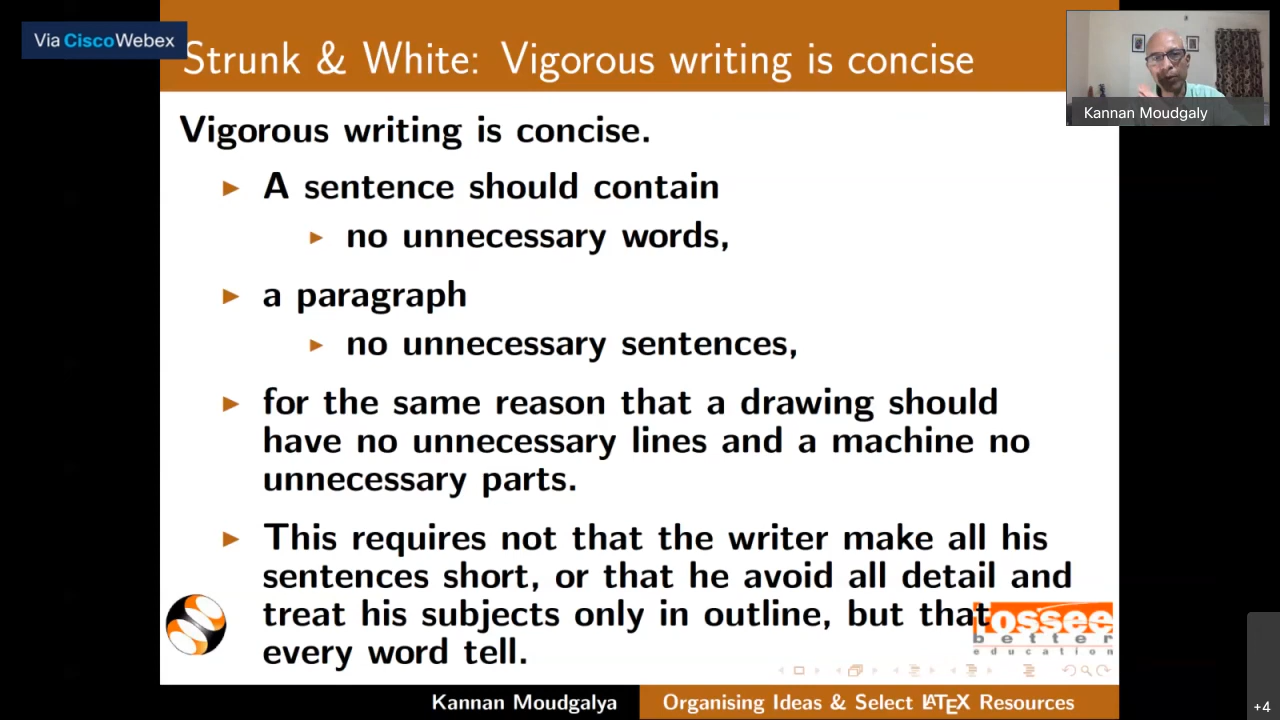 Via CiscoWebex
Strunk & White: Vigorous writing is concise
Kannan Moudgaly
Vigorous writing is concise.
A sentence should contain
no unnecessary words,
a paragraph
no unnecessary sentences,
for the same reason that a drawing should
have no unnecessary lines and a machine no
unnecessary parts.
This requires not that the writer make all his
sentences short, or that he avoid all detail and
treat his subjects only in outline, but that
every word tell.
fossee
better
education
Kannan Moudgalya
Organising Ideas & Select LATEX Resources
+4